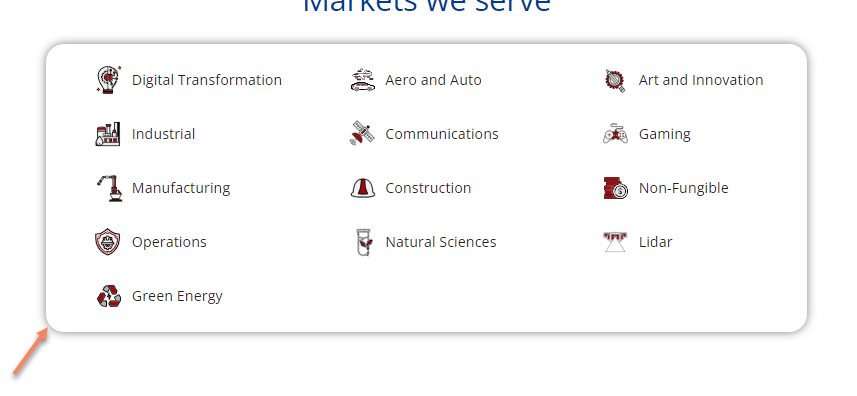 Markets we serve
Digital Transformation
Aero and Auto
Art and Innovation
Industrial
Communications
Gaming
Manufacturing
Construction
Non-Fungible
Operations
Natural Sciences
Lidar
Green Energy